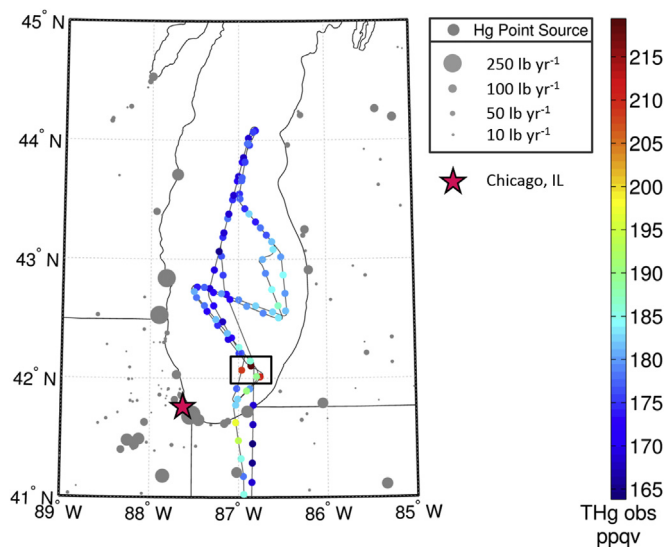 45° N
44° N
43° N
42° N
41° N
89° W
88° W
87° W
86° W
85° W
Hg Point Source
250 lb yr⁻¹
100 lb yr⁻¹
50 lb yr⁻¹
10 lb yr⁻¹
Chicago, IL
215
210
205
200
195
190
185
180
175
170
165
THg obs
ppqv